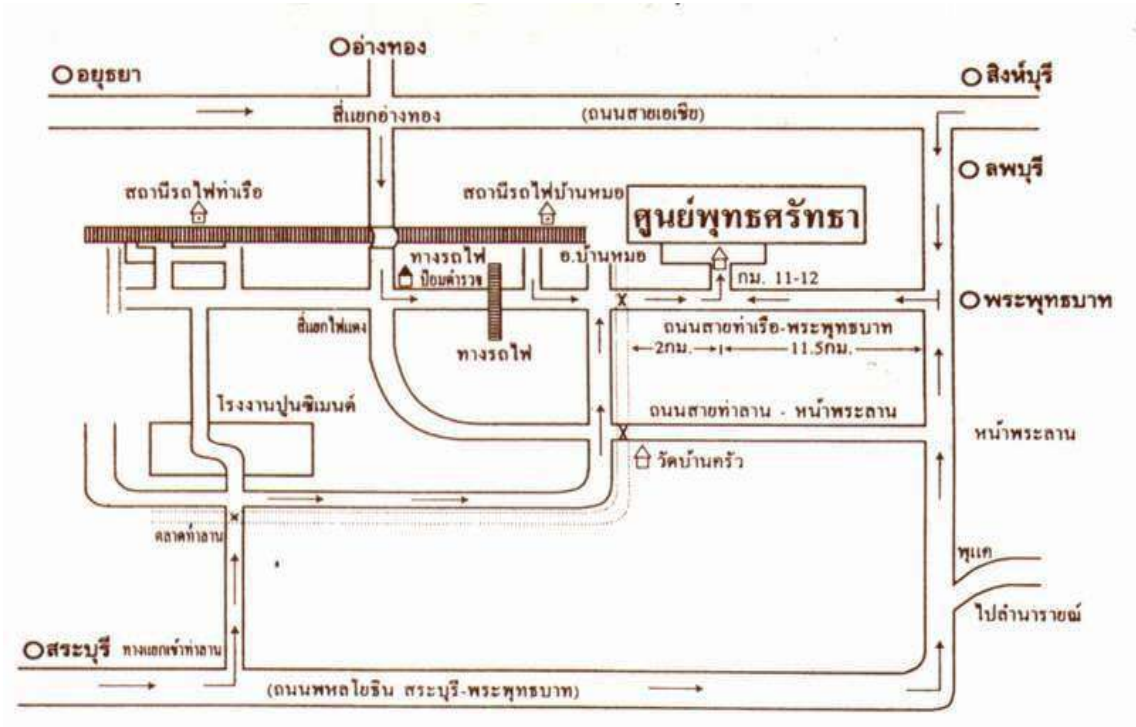 อ่างทอง
อยุธยา
สิงห์บุรี
สี่แยกอ่างทอง
(ถนนสายเอเซีย)
ลพบุรี
สถานีรถไฟท่าเรือ
สถานีรถไฟบ้านหมอ
ศูนย์พุทธศรัทธา
ทางรถไฟ
อ.บ้านหมอ
ป้อมตำรวจ
กม. 11-12
พระพุทธบาท
สี่แยกไฟแดง
ถนนสายท่าเรือ-พระพุทธบาท
ทางรถไฟ
2กม.
11.5กม.
โรงงานปูนซิเมนต์
ถนนสายท่าลาน - หน้าพระลาน
หน้าพระลาน
วัดบ้านครัว
ตลาดท่าลาน
พุแค
ไปลำนารายณ์
สระบุรี
ทางแยกเข้าท่าลาน
(ถนนพหลโยธิน สระบุรี-พระพุทธบาท)